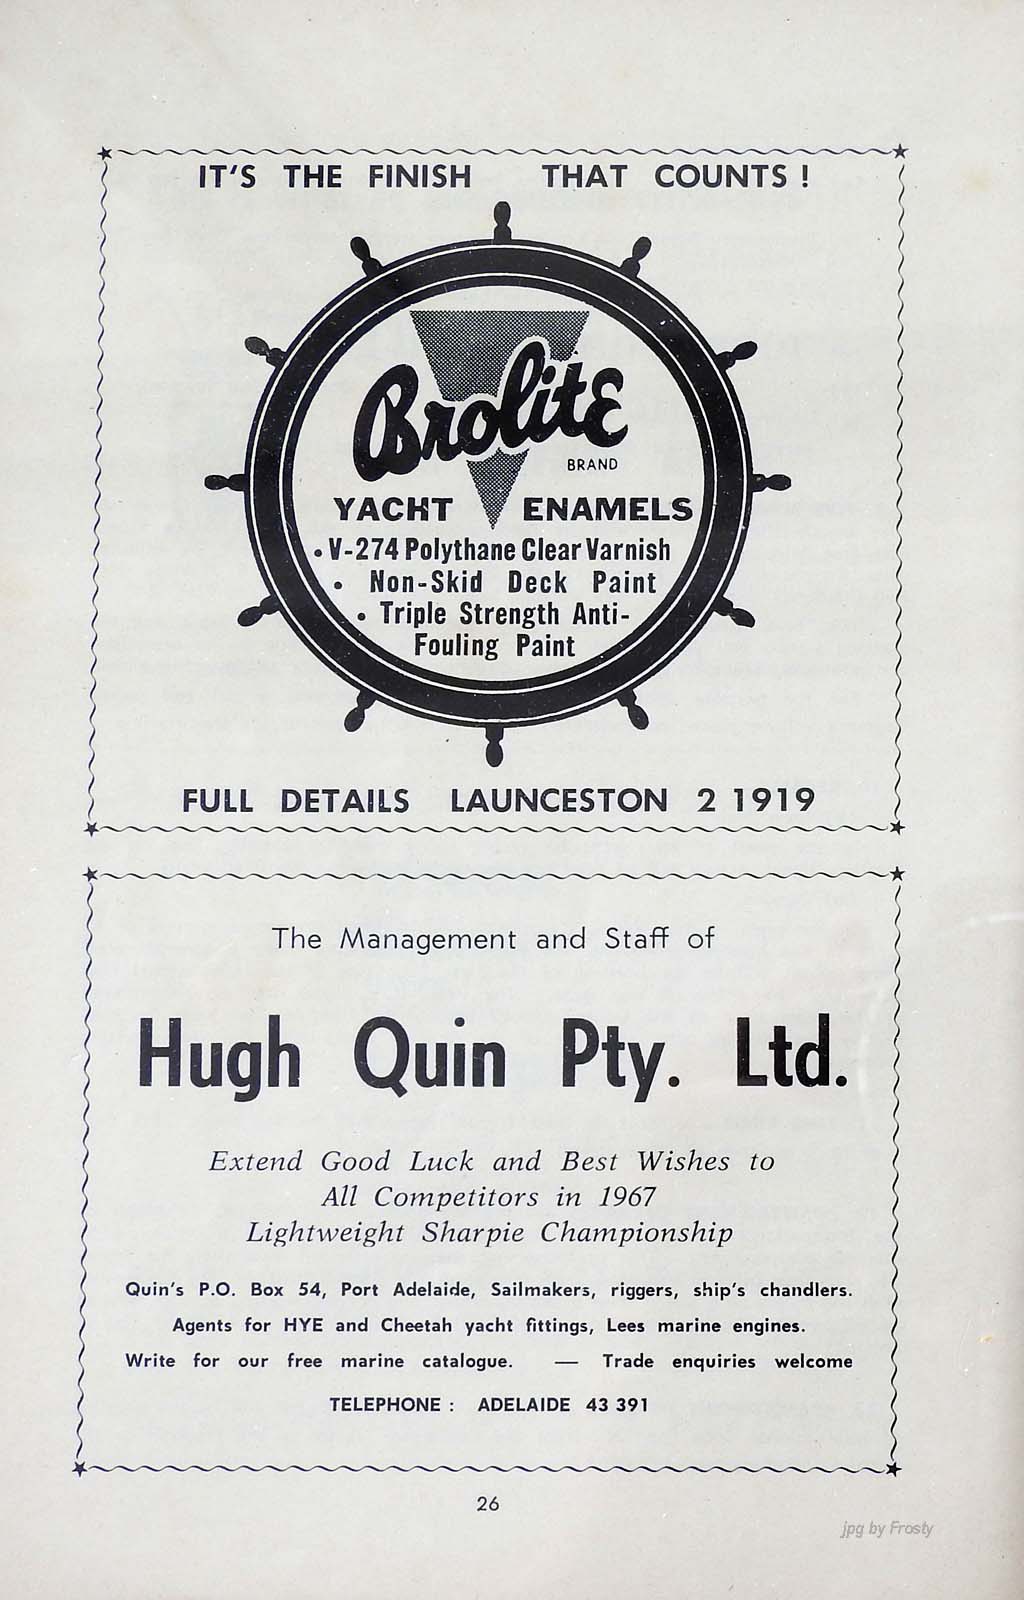 IT'S THE FINISH THAT COUNTS !
Brolite
BRAND
YACHT ENAMELS
• V-274 Polythane Clear Varnish
• Non-Skid Deck Paint
• Triple Strength Anti-
Fouling Paint
FULL DETAILS LAUNCESTON 2 1919
The Management and Staff of
Hugh Quin Pty. Ltd.
Extend Good Luck and Best Wishes to
All Competitors in 1967
Lightweight Sharpie Championship
Quin's P.O. Box 54, Port Adelaide, Sailmakers, riggers, ship's chandlers.
Agents for HYE and Cheetah yacht fittings, Lees marine engines.
Write for our free marine catalogue. — Trade enquiries welcome
TELEPHONE : ADELAIDE 43 391
26
jpg by Frosty